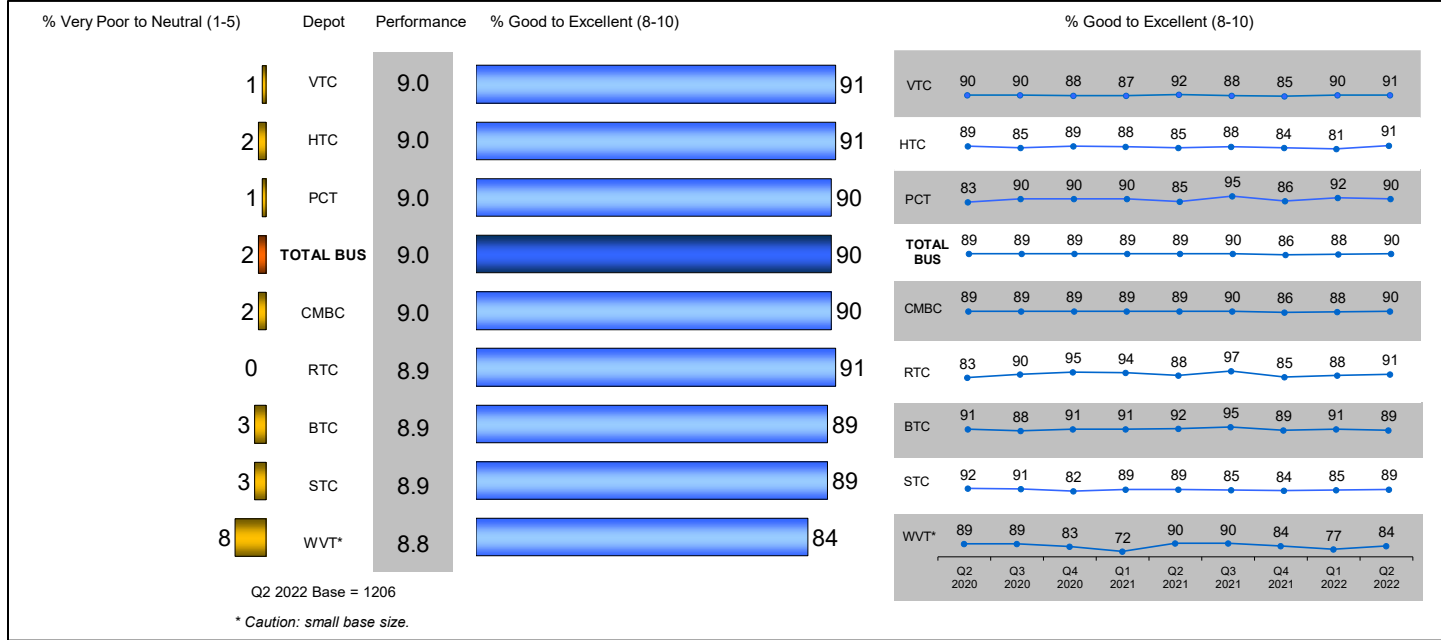 % Very Poor to Neutral (1-5) Depot Performance % Good to Excellent (8-10) % Good to Excellent (8-10)
1 VTC 9.0 91
2 HTC 9.0 91
1 PCT 9.0 90
2 TOTAL BUS 9.0 90
2 CMBC 9.0 90
0 RTC 8.9 91
3 BTC 8.9 89
3 STC 8.9 89
8 WVT* 8.8 84
Q2 2022 Base = 1206
* Caution: small base size.
VTC 90 90 88 87 92 88 85 90 91
HTC 89 85 89 88 85 88 84 81 91
PCT 83 90 90 90 85 95 86 92 90
TOTAL
BUS 89 89 89 89 89 90 86 88 90
CMBC 89 89 89 89 89 90 86 88 90
RTC 83 90 95 94 88 97 85 88 91
BTC 91 88 91 91 92 95 89 91 89
STC 92 91 82 89 89 85 84 85 89
WVT* 89 89 83 72 90 90 84 77 84
Q2 Q3 Q4 Q1 Q2 Q3 Q4 Q1 Q2
2020 2020 2020 2021 2021 2021 2021 2022 2022